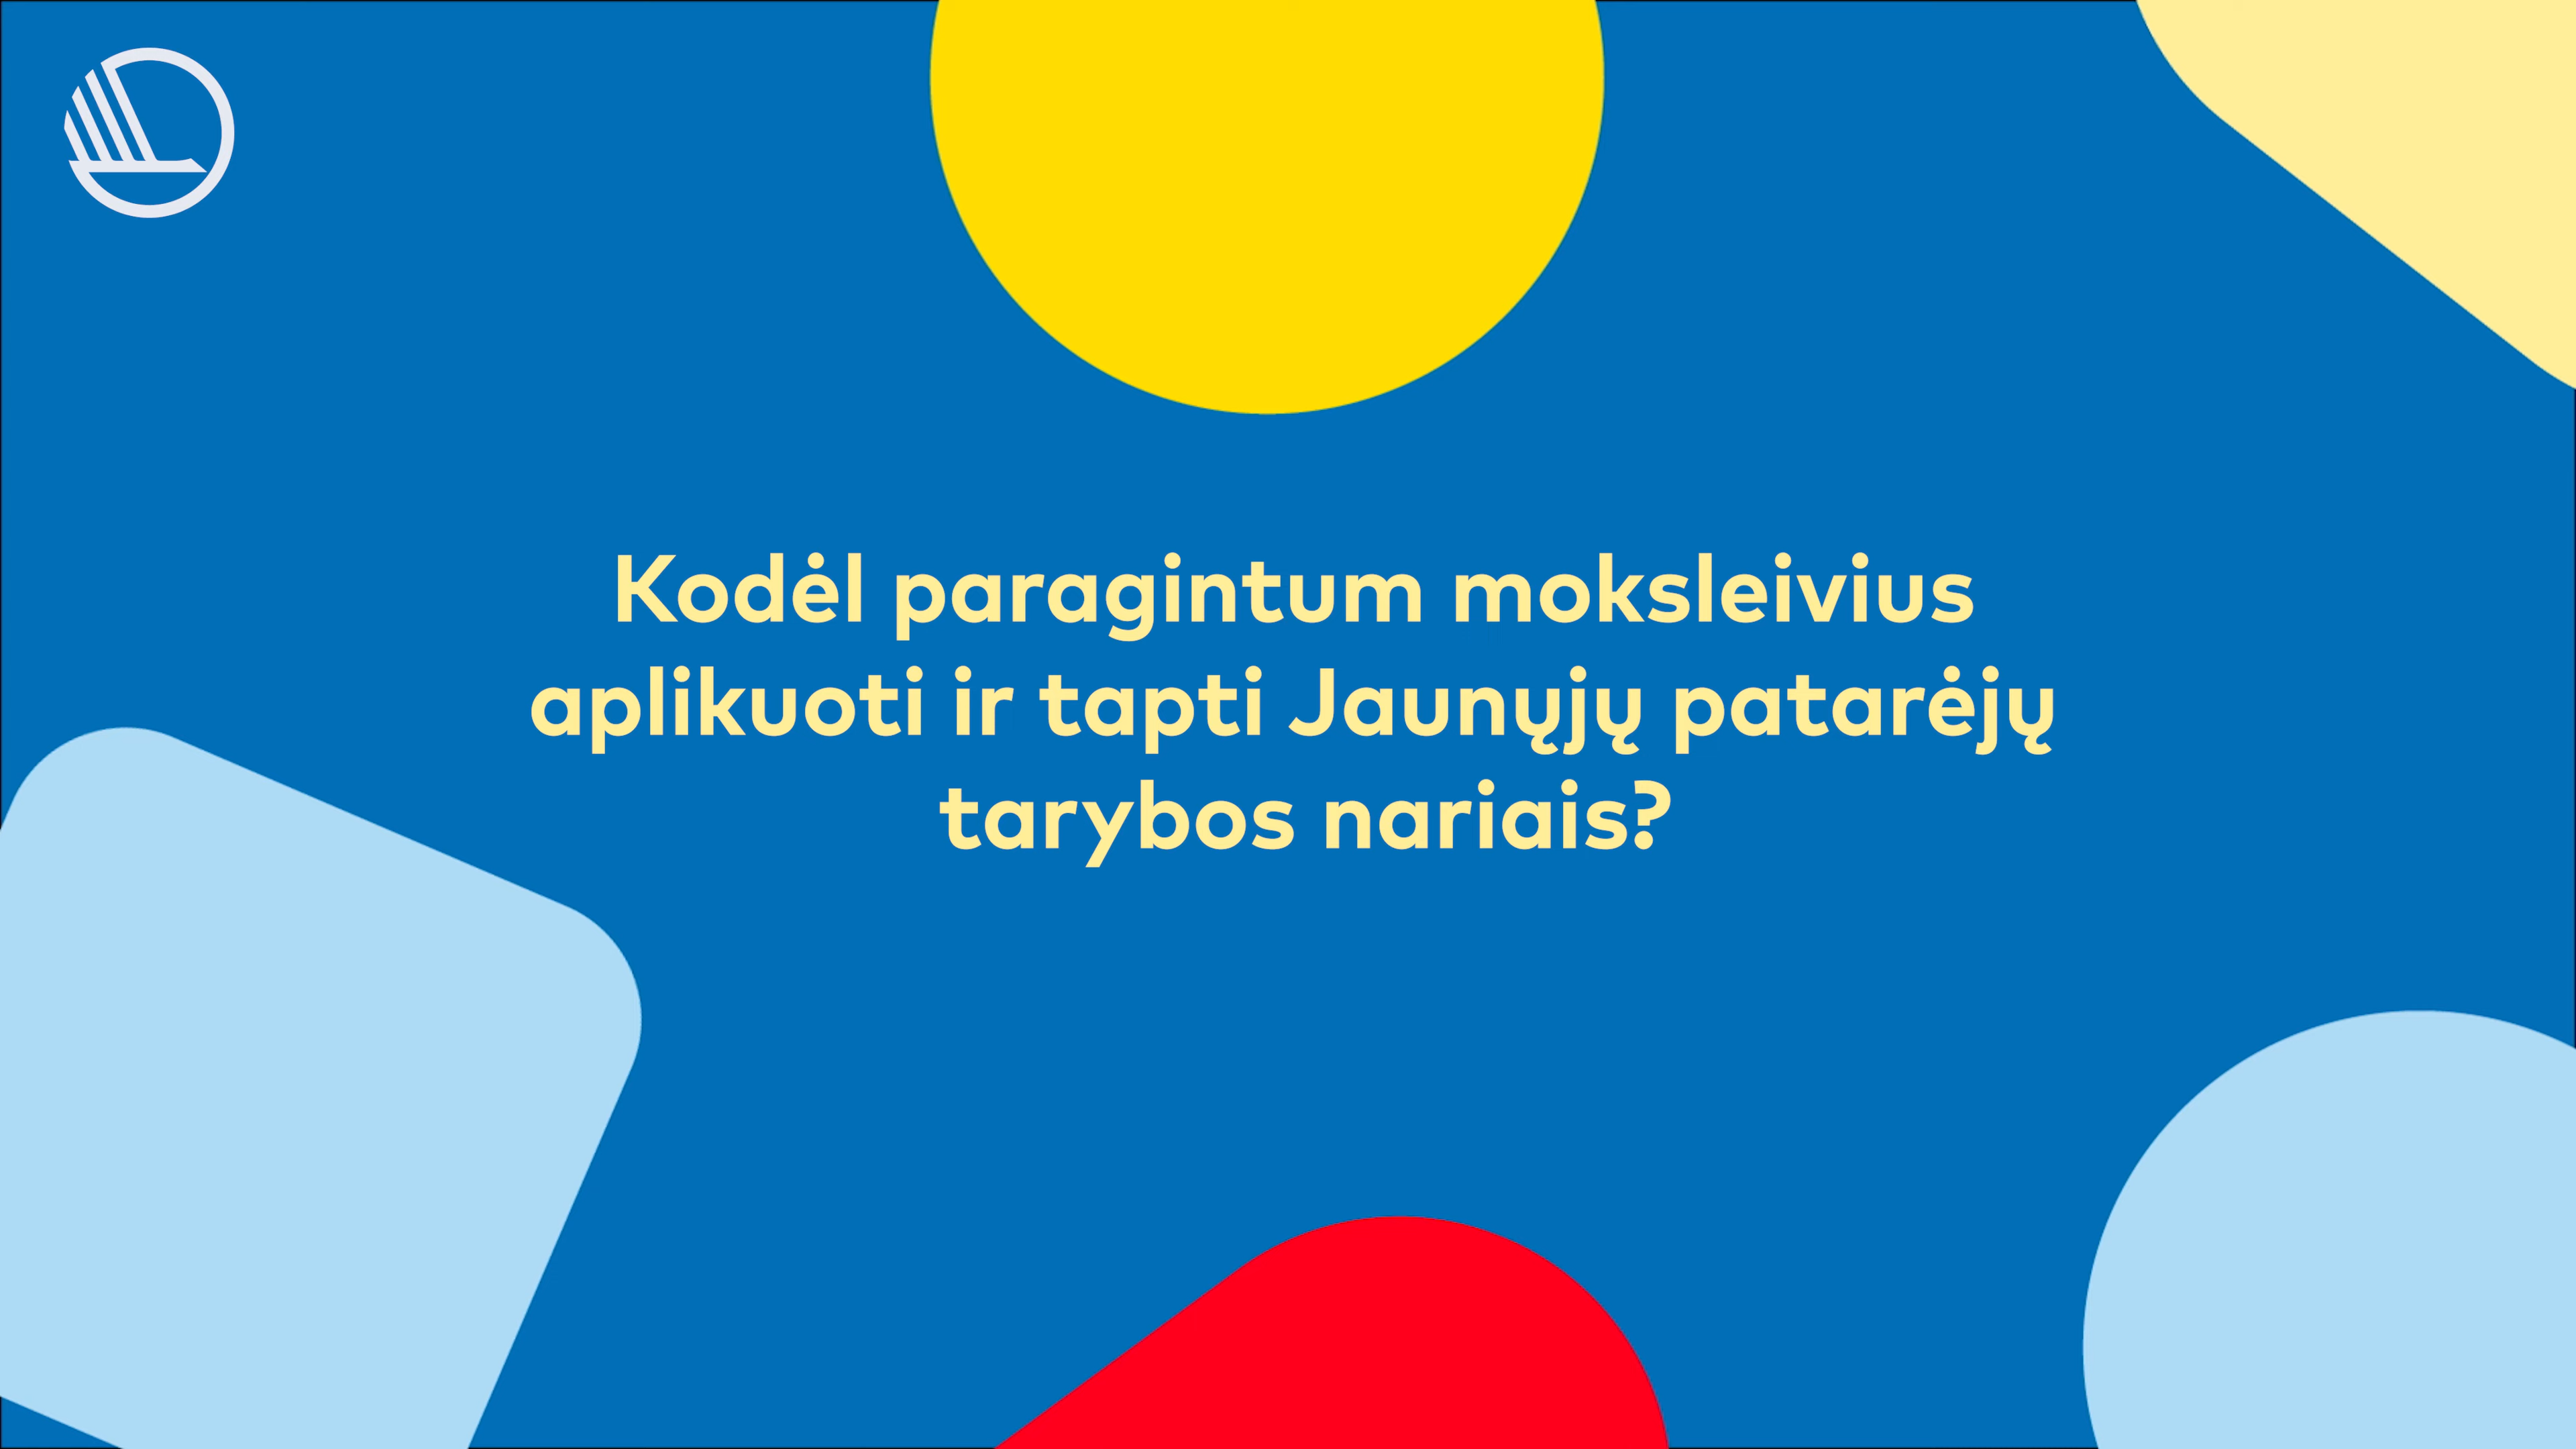 Kodėl paragintum moksleivius
aplikuoti ir tapti Jaunųjų patarėjų
tarybos nariais?